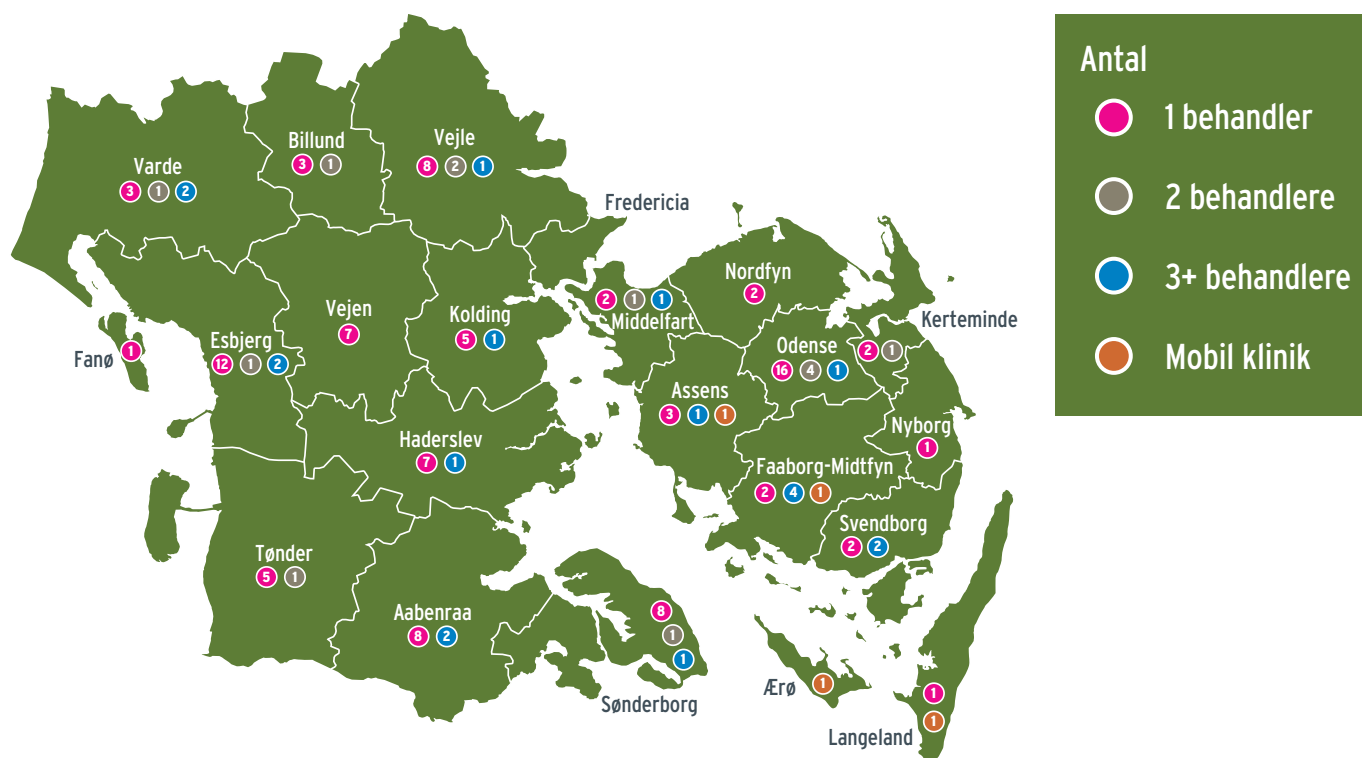 Antal
1 behandler
2 behandlere
3+ behandlere
Mobil klinik
Billund
3 1
Vejle
8 2 1
Varde
3 1 2
Fredericia
Nordfyn
2
2 1 1
Middelfart
Kerteminde
2 1
Vejen
7
Kolding
5 1
Esbjerg
12 1 2
Fanø
1
Odense
16 4 1
Assens
3 1 1
Nyborg
1
Haderslev
7 1
Faaborg-Midtfyn
2 4 1
Svendborg
2 2
Tønder
5 1
Aabenraa
8 2
8
1
1
Sønderborg
Ærø
1
1
1
Langeland